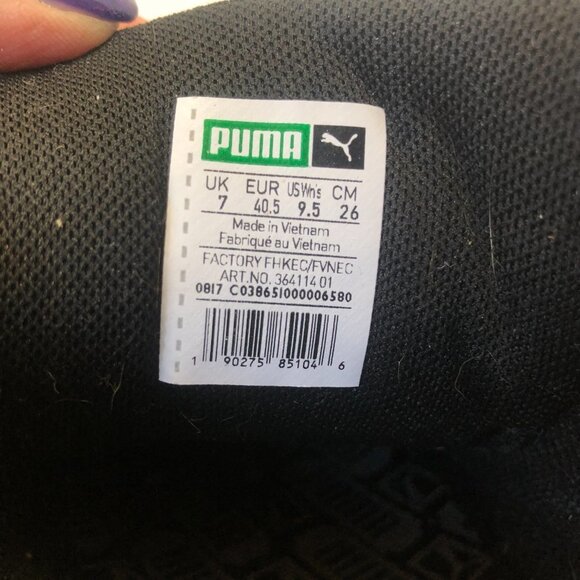 PUMA
UK EUR US Wn's CM
7 40.5 9.5 26
Made in Vietnam
Fabriqué au Vietnam
FACTORY FHKEC/FVNEC
ART.NO. 364114 01
0817 C038651000006580
1 90275 85104 6